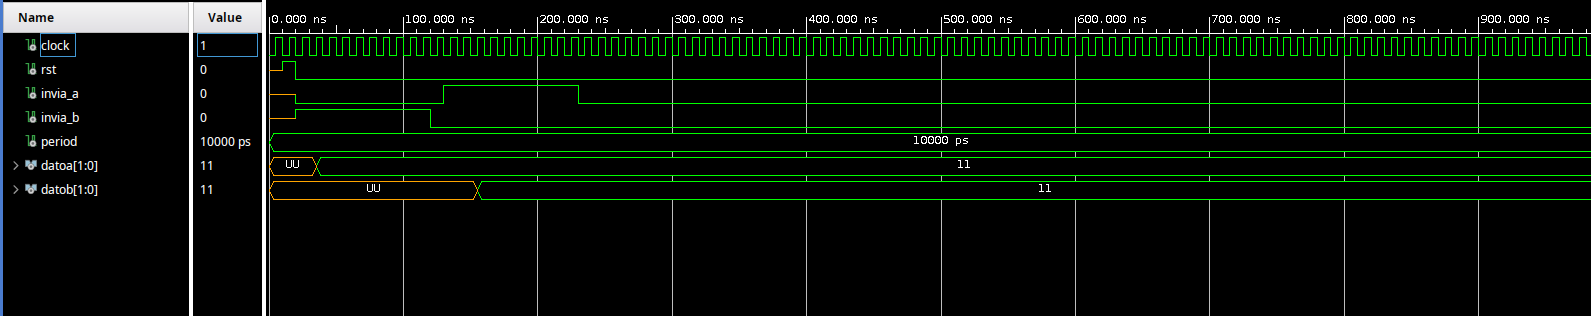 Name Value 0.000 ns 100.000 ns 200.000 ns 300.000 ns 400.000 ns 500.000 ns 600.000 ns 700.000 ns 800.000 ns 900.000 ns
clock 1
rst 0
invia_a 0
invia_b 0
period 10000 ps 10000 ps
datoa[1:0] 11 UU 11
datob[1:0] 11 UU 11